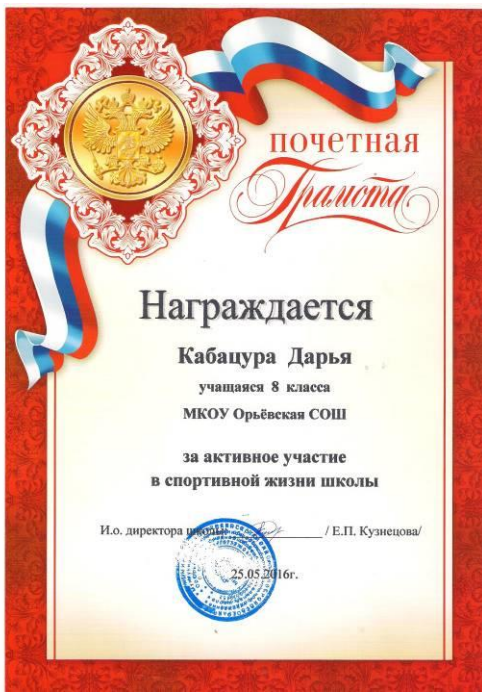 почетная
Грамота
Награждается
Кабацура Дарья
учащаяся 8 класса
МКОУ Орьёвская СОШ
за активное участие
в спортивной жизни школы
И.о. директора школы: / Е.П. Кузнецова/
25.05.2016г.